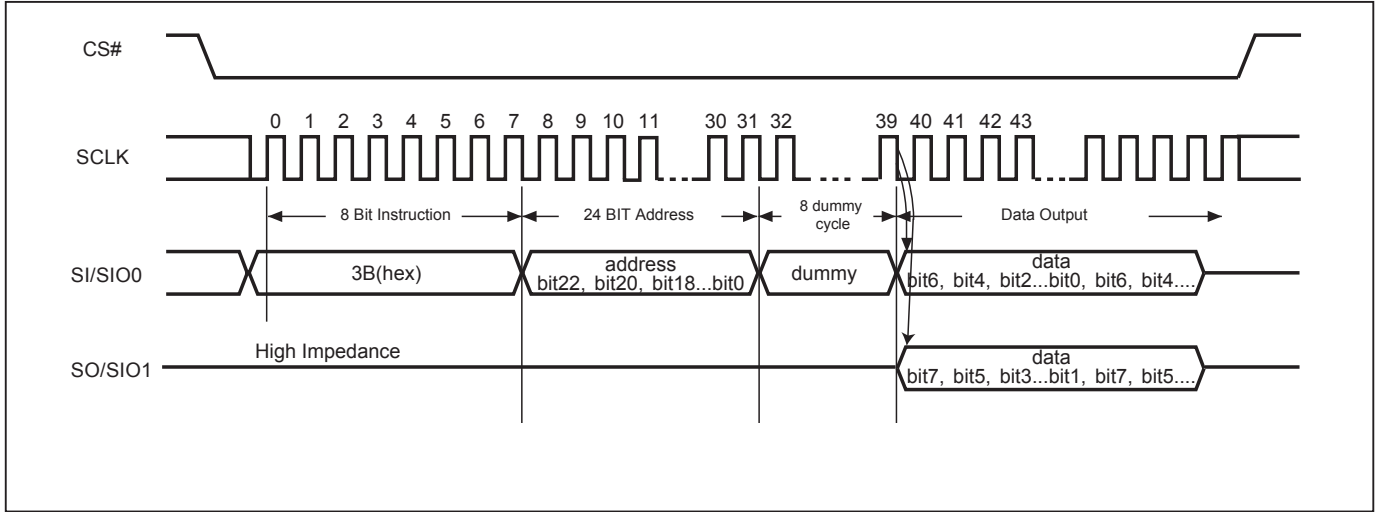 CS#
0 1 2 3 4 5 6 7 8 9 10 11 30 31 32 39 40 41 42 43
SCLK
8 Bit Instruction
24 BIT Address
8 dummy
cycle
Data Output
SI/SIO0
3B(hex)
address
bit22, bit20, bit18...bit0
dummy
data
bit6, bit4, bit2...bit0, bit6, bit4....
High Impedance
SO/SIO1
data
bit7, bit5, bit3...bit1, bit7, bit5....